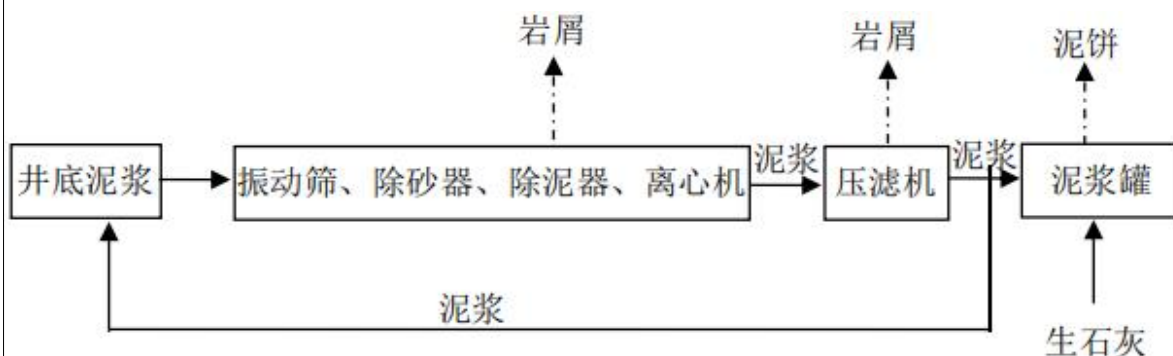 岩屑
岩屑
泥饼
井底泥浆
振动筛、除砂器、除泥器、离心机
泥浆
压滤机
泥浆
泥浆罐
泥浆
生石灰